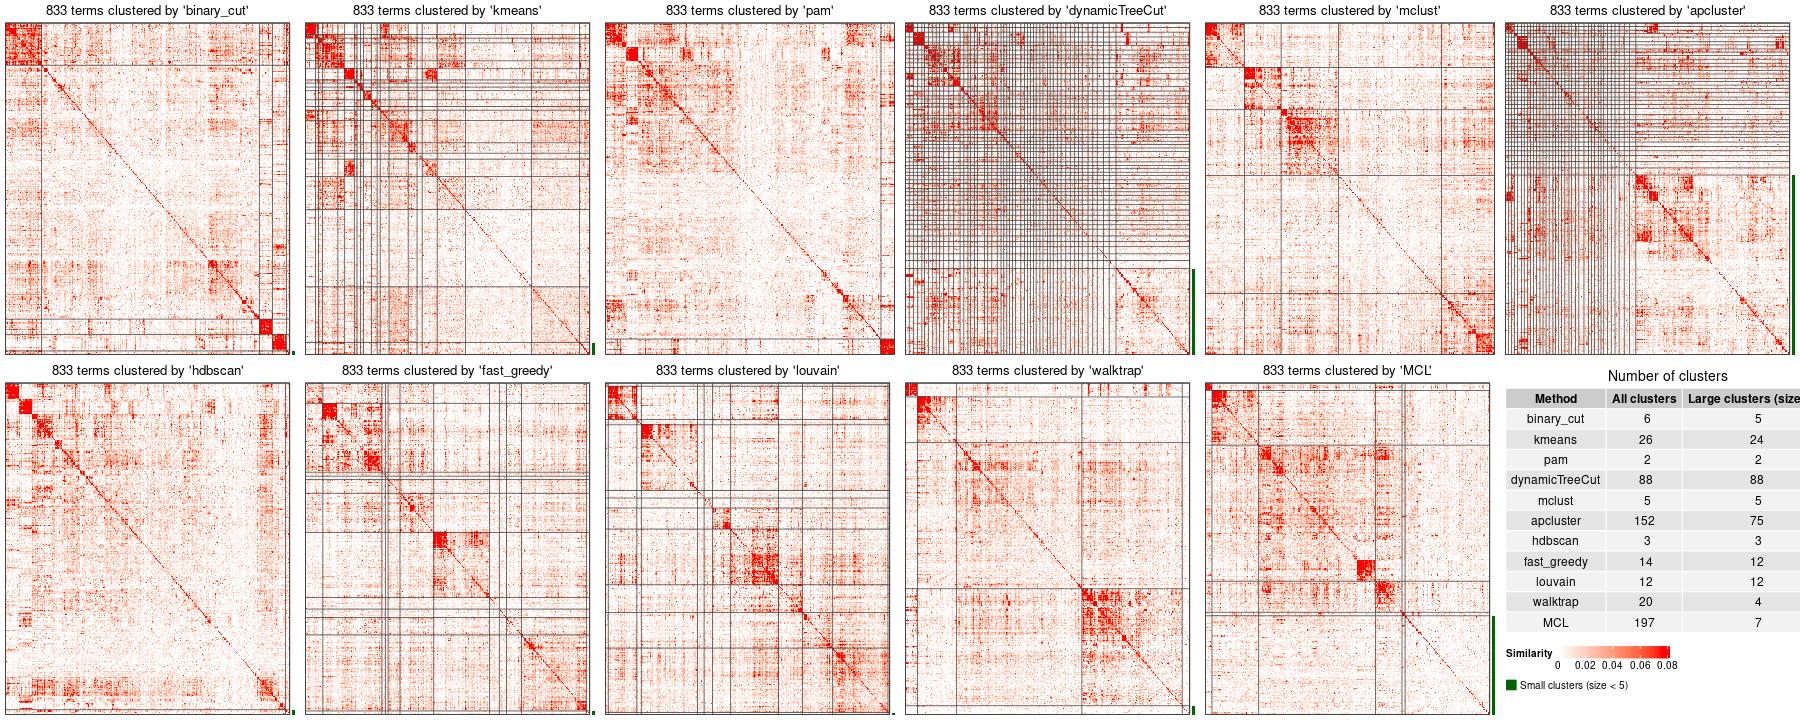 833 terms clustered by 'binary_cut'
833 terms clustered by 'kmeans'
833 terms clustered by 'pam'
833 terms clustered by 'dynamicTreeCut'
833 terms clustered by 'mclust'
833 terms clustered by 'apcluster'
833 terms clustered by 'hdbscan'
833 terms clustered by 'fast_greedy'
833 terms clustered by 'louvain'
833 terms clustered by 'walktrap'
833 terms clustered by 'MCL'
Number of clusters
Method All clusters Large clusters (size
binary_cut 6 5
kmeans 26 24
pam 2 2
dynamicTreeCut 88 88
mclust 5 5
apcluster 152 75
hdbscan 3 3
fast_greedy 14 12
louvain 12 12
walktrap 20 4
MCL 197 7
Similarity
0 0.02 0.04 0.06 0.08
Small clusters (size < 5)